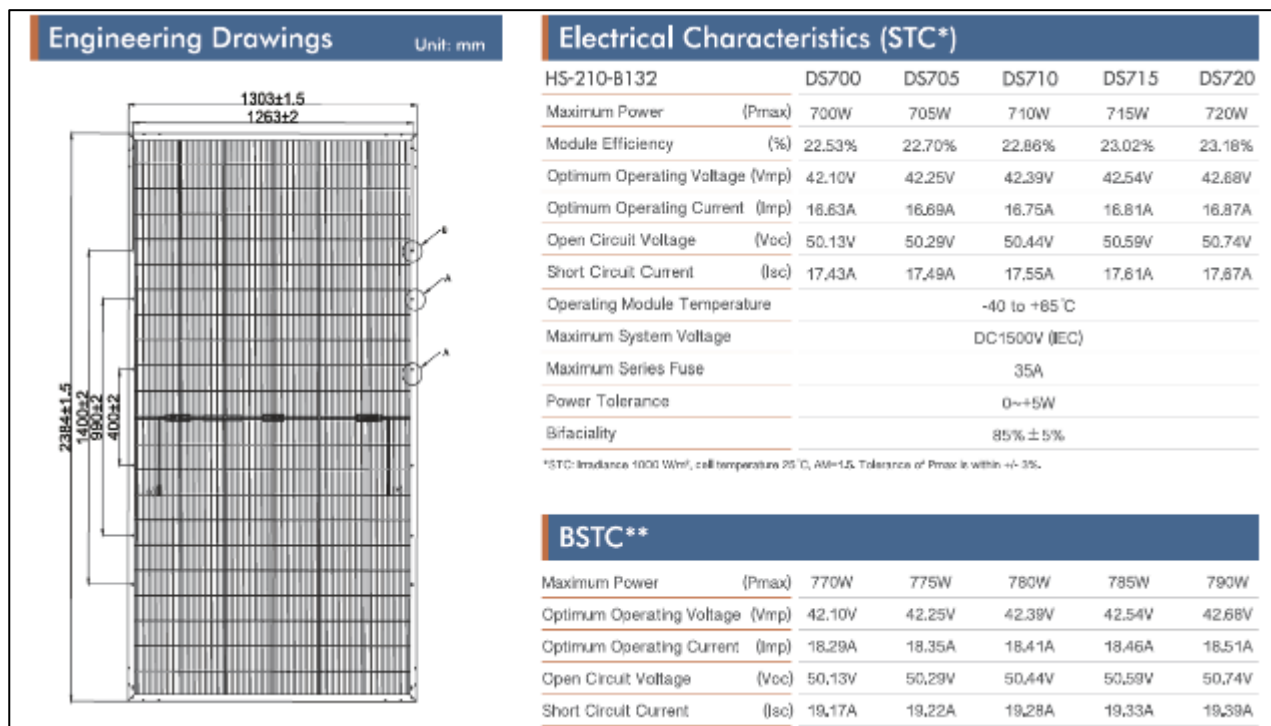 Engineering Drawings Unit: mm
1303±1.5
1263±2
B
A
A
2384±1.5
1400±2
990±2
400±2
Electrical Characteristics (STC*)
HS-210-B132 DS700 DS705 DS710 DS715 DS720
Maximum Power (Pmax) 700W 705W 710W 715W 720W
Module Efficiency (%) 22.53% 22.70% 22.86% 23.02% 23.18%
Optimum Operating Voltage (Vmp) 42.10V 42.25V 42.39V 42.54V 42.68V
Optimum Operating Current (Imp) 16.63A 16.69A 16.75A 16.81A 16.87A
Open Circuit Voltage (Voc) 50.13V 50.29V 50.44V 50.59V 50.74V
Short Circuit Current (Isc) 17.43A 17.49A 17.55A 17.61A 17.67A
Operating Module Temperature -40 to +85°C
Maximum System Voltage DC1500V (IEC)
Maximum Series Fuse 35A
Power Tolerance 0~+5W
Bifaciality 85%±5%
*STC: Irradiance 1000 W/m², cell temperature 25°C, AM=1.5. Tolerance of Pmax is within +/- 3%.
BSTC**
Maximum Power (Pmax) 770W 775W 780W 785W 790W
Optimum Operating Voltage (Vmp) 42.10V 42.25V 42.39V 42.54V 42.68V
Optimum Operating Current (Imp) 18.29A 18.35A 18.41A 18.46A 18.51A
Open Circuit Voltage (Voc) 50.13V 50.29V 50.44V 50.59V 50.74V
Short Circuit Current (Isc) 19.17A 19.22A 19.28A 19.33A 19.39A